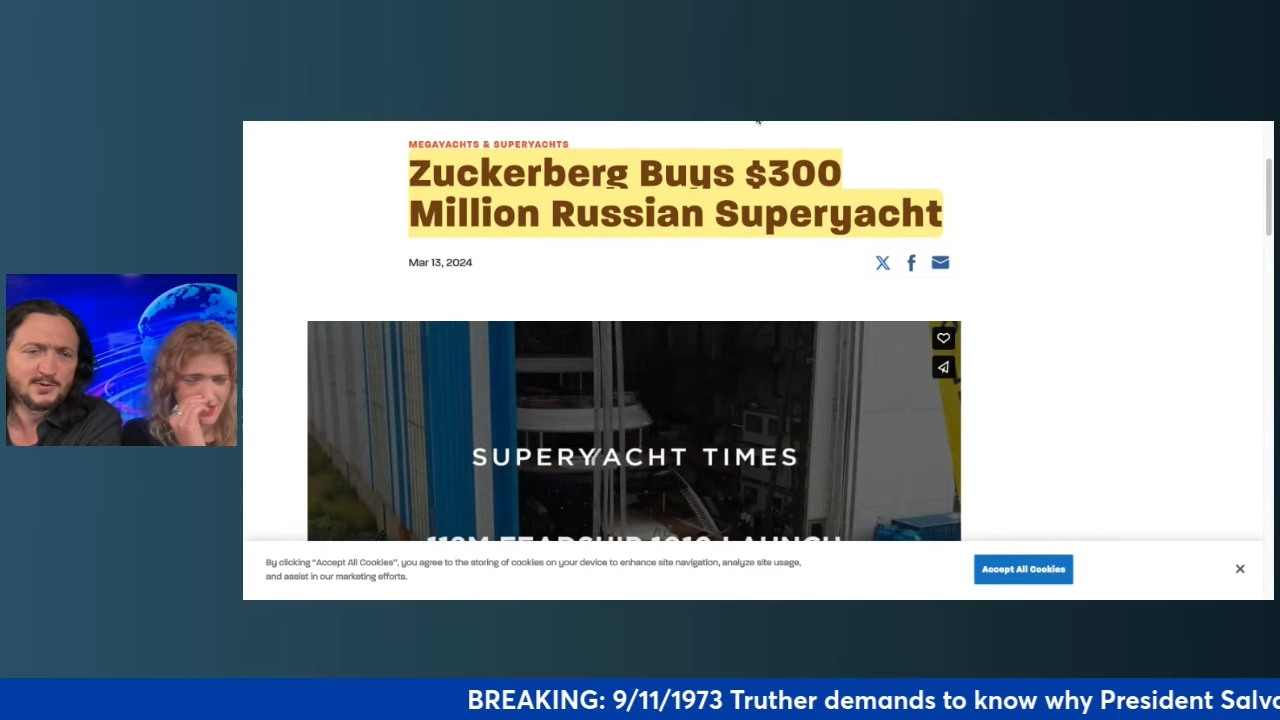 MEGAYACHTS & SUPERYACHTS
Zuckerberg Buys $300
Million Russian Superyacht
Mar 13, 2024
SUPERYACHT TIMES
By clicking “Accept All Cookies”, you agree to the storing of cookies on your device to enhance site navigation, analyze site usage,
and assist in our marketing efforts.
Accept All Cookies
BREAKING: 9/11/1973 Truther demands to know why President